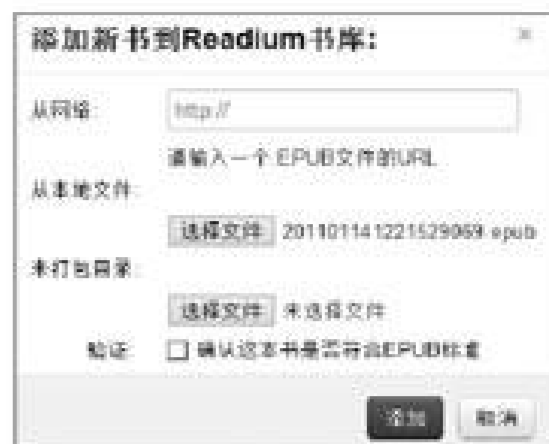 添加新书到Readium书库:
×
从网络: http://
请输入一个 EPUB文件的URL
从本地文件:
选择文件 201101141221529069.epub
未打包目录:
选择文件 未选择文件
验证: 确认这本书是否符合EPUB标准
添加 取消